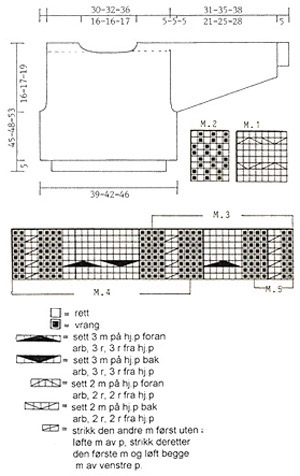 30-32-36
31-35-38
16-16-17
5-5-5
21-25-28
5
16-17-19
45-48-53
5
39-42-46
M.2
M.1
M.3
M.4
M.5
= rett
= vrang
= sett 3 m på hj.p foran
arb, 3 r, 3 r fra hj.p
= sett 3 m på hj.p bak
arb, 3 r, 3 r fra hj.p
= sett 2 m på hj.p foran
arb, 2 r, 2 r fra hj.p
= sett 2 m på hj.p bak
arb, 2 r, 2 r fra hj.p
= strikk den andre m først uten å
løfte m av p, strikk deretter
den første m og løft begge
m av venstre p.